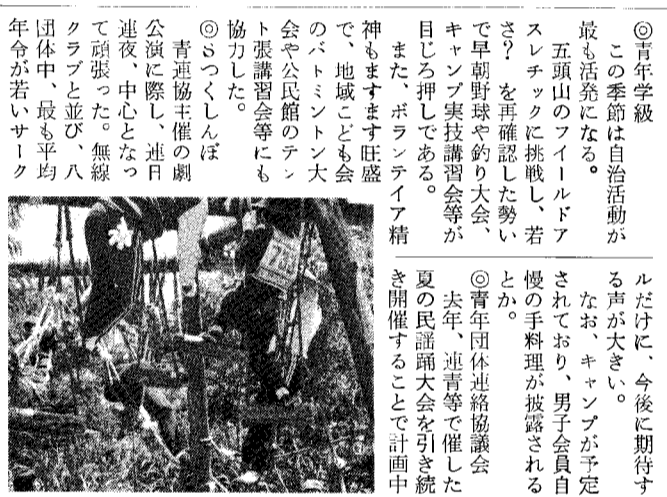 ◎青年学級
この季節は自治活動が
最も活発になる。
五頭山のフイールドア
スレチックに挑戦し、若
さ？　を再確認した勢い
で早朝野球や釣り大会、
キャンプ実技講習会等が
目じろ押しである。
また、ボランテイア精
神もますます旺盛
で、地域こども会
のバトミントン大
会や公民館のテン
ト張講習会等にも
協力した。
◎Sつくしんぼ
青連協主催の劇
公演に際し、連日
連夜、中心となっ
て頑張った。無線
クラブと並び、八
団体中、最も平均
年令が若いサーク
ルだけに、今後に期待す
る声が大きい。
なお、キャンプが予定
されており、男子会員自
慢の手料理が披露される
とか。
◎青年団体連絡協議会
去年、連青等で催した
夏の民謡踊大会を引き続
き開催することで計画中